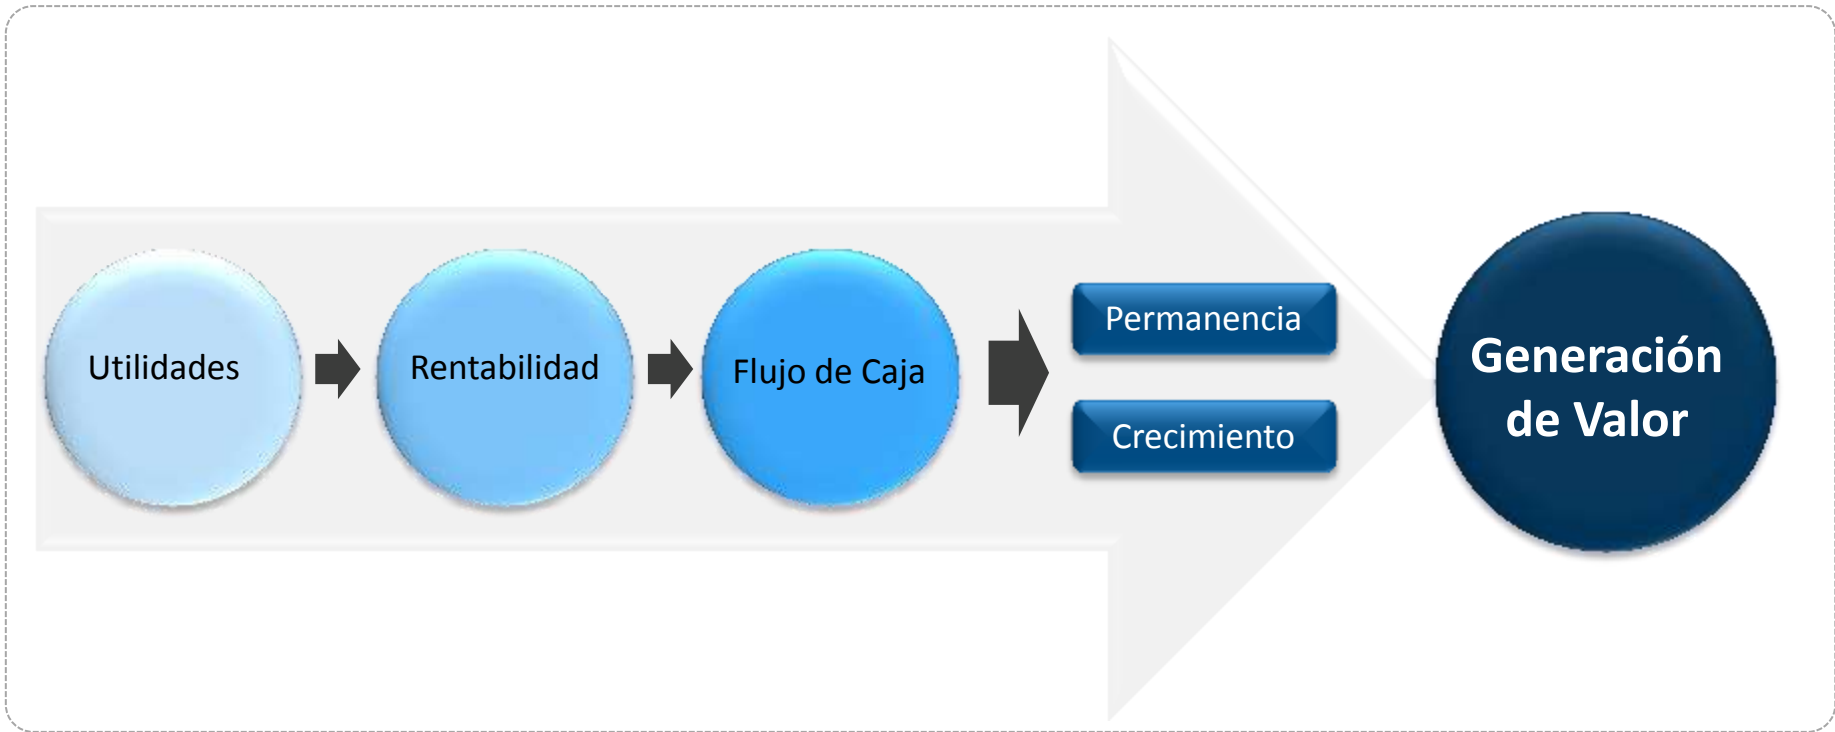 Utilidades
Rentabilidad
Flujo de Caja
Permanencia
Crecimiento
Generación
de Valor